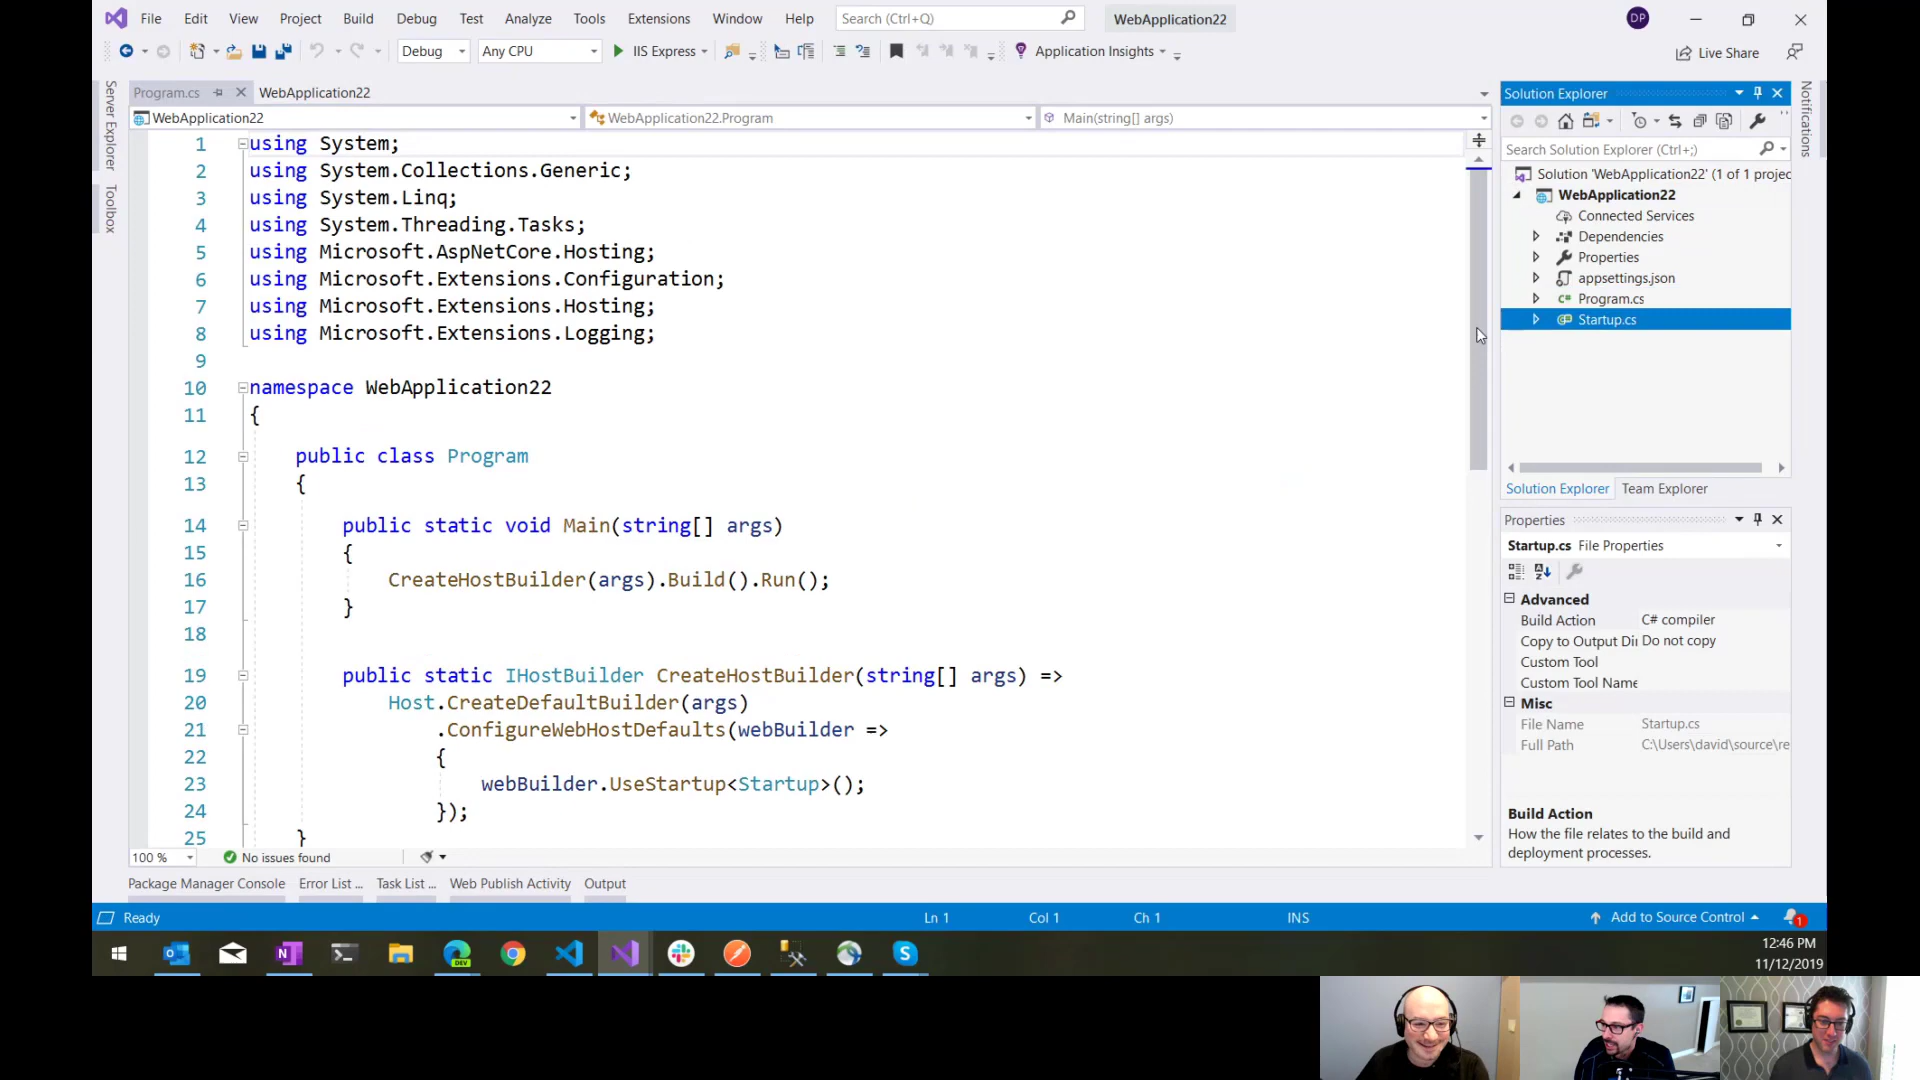 File Edit View Project Build Debug Test Analyze Tools Extensions Window Help Search (Ctrl+Q) WebApplication22 DP
Debug Any CPU IIS Express Application Insights Live Share
Server Explorer
Toolbox
Program.cs WebApplication22
WebApplication22 WebApplication22.Program Main(string[] args)
1 using System;
2 using System.Collections.Generic;
3 using System.Linq;
4 using System.Threading.Tasks;
5 using Microsoft.AspNetCore.Hosting;
6 using Microsoft.Extensions.Configuration;
7 using Microsoft.Extensions.Hosting;
8 using Microsoft.Extensions.Logging;
9
10 namespace WebApplication22
11 {
12 public class Program
13 {
14 public static void Main(string[] args)
15 {
16 CreateHostBuilder(args).Build().Run();
17 }
18
19 public static IHostBuilder CreateHostBuilder(string[] args) =>
20 Host.CreateDefaultBuilder(args)
21 .ConfigureWebHostDefaults(webBuilder =>
22 {
23 webBuilder.UseStartup<Startup>();
24 });
25 }
100 % No issues found
Package Manager Console Error List ... Task List ... Web Publish Activity Output
Solution Explorer
Search Solution Explorer (Ctrl+;)
Solution 'WebApplication22' (1 of 1 projec
WebApplication22
Connected Services
Dependencies
Properties
appsettings.json
C# Program.cs
C# Startup.cs
Solution Explorer Team Explorer
Properties
Startup.cs File Properties
Advanced
Build Action C# compiler
Copy to Output Di Do not copy
Custom Tool
Custom Tool Name
Misc
File Name Startup.cs
Full Path C:\Users\david\source\re
Build Action
How the file relates to the build and
deployment processes.
Notifications
Ready Ln 1 Col 1 Ch 1 INS Add to Source Control 1
DEV
12:46 PM
11/12/2019